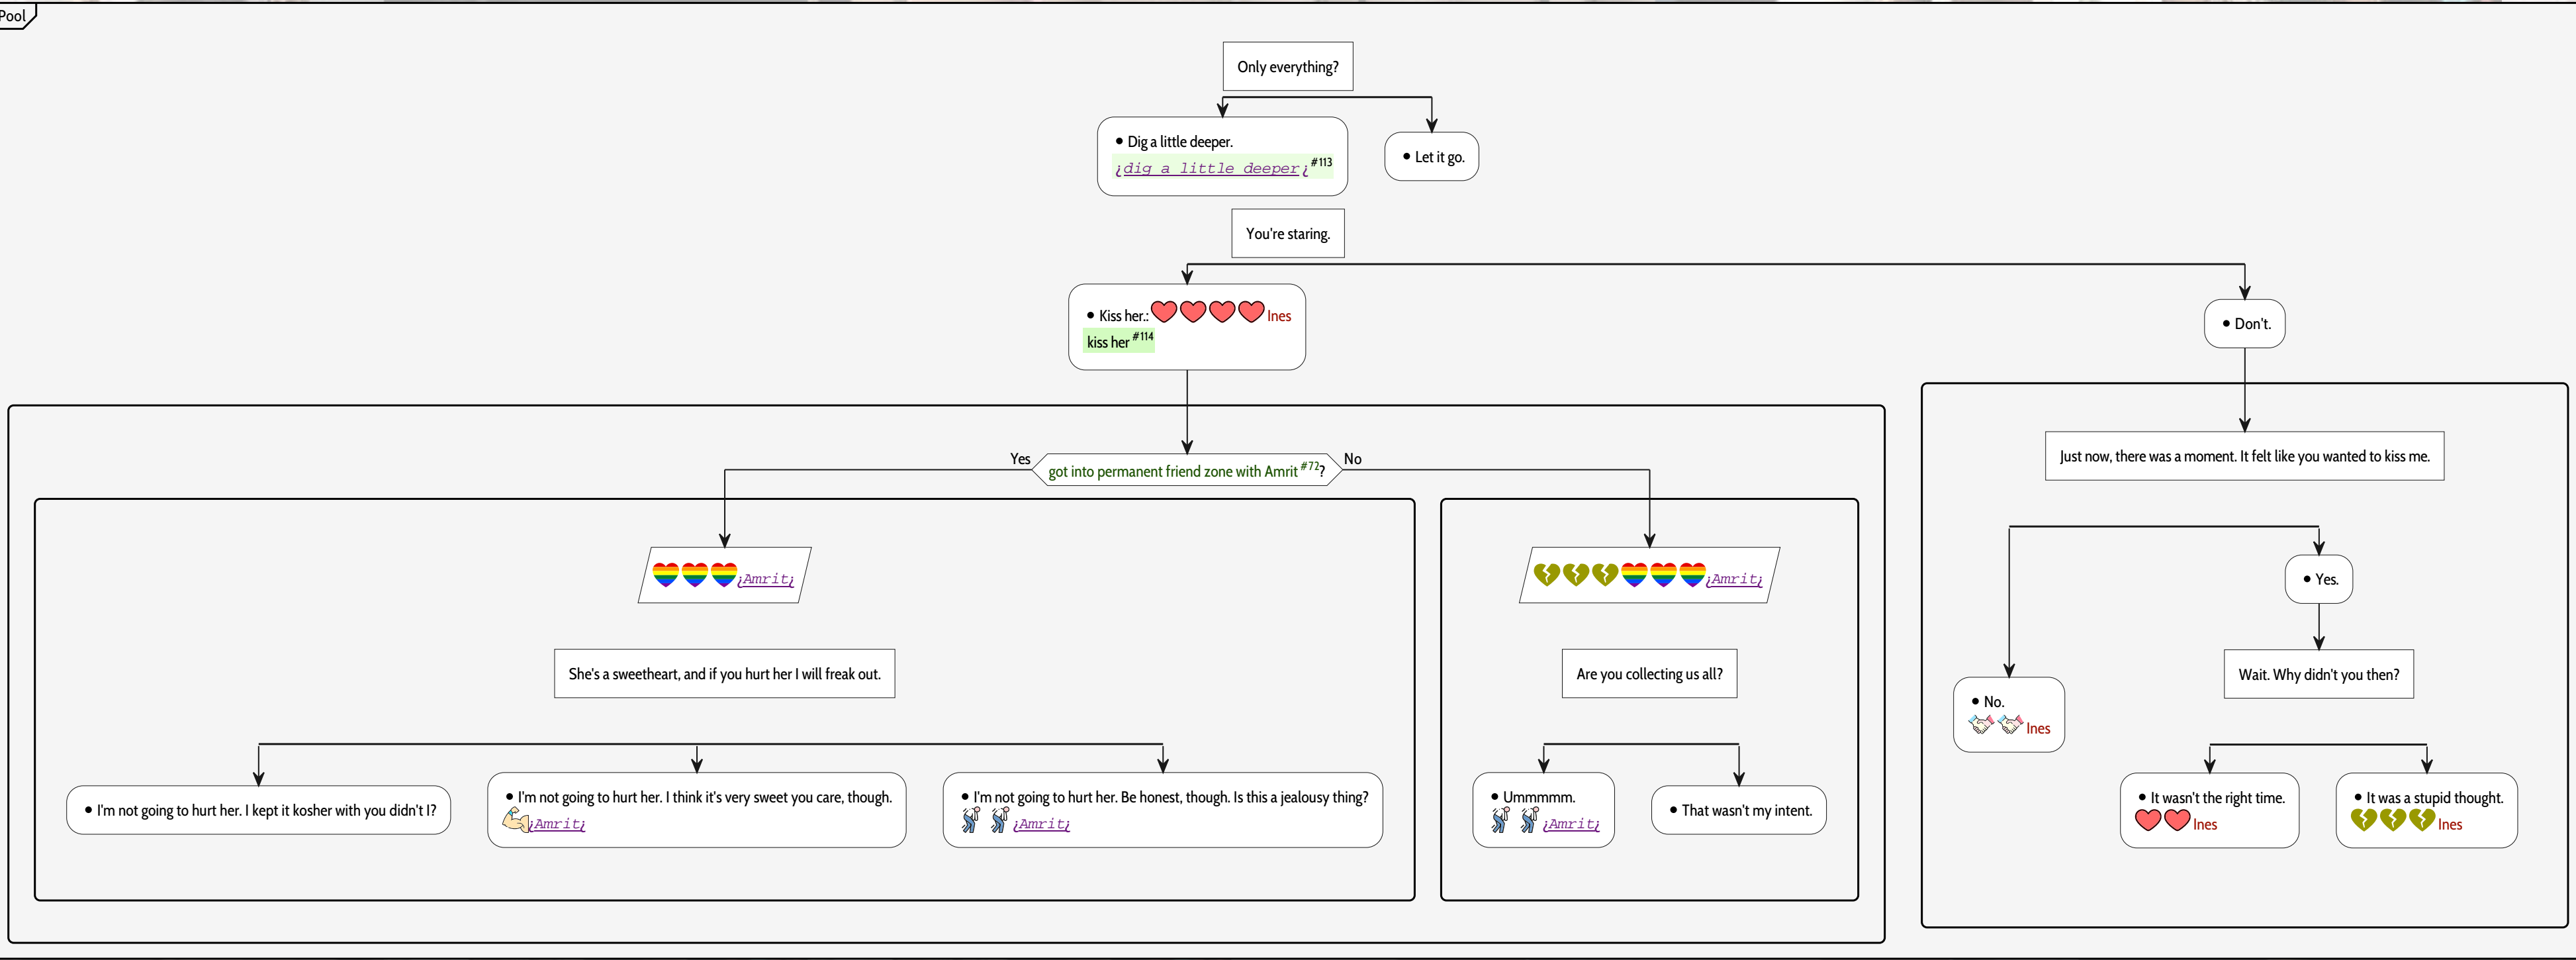 Pool
Only everything?
• Dig a little deeper.
¿dig a little deeper¿ #113
• Let it go.
You're staring.
• Kiss her.: Ines
kiss her #114
• Don't.
Yes
got into permanent friend zone with Amrit #72?
No
Just now, there was a moment. It felt like you wanted to kiss me.
¿Amrit¿
¿Amrit¿
• Yes.
She's a sweetheart, and if you hurt her I will freak out.
Are you collecting us all?
Wait. Why didn't you then?
• No.
Ines
• I'm not going to hurt her. I kept it kosher with you didn't I?
• I'm not going to hurt her. I think it's very sweet you care, though.
¿Amrit¿
• I'm not going to hurt her. Be honest, though. Is this a jealousy thing?
¿Amrit¿
• Ummmmm.
¿Amrit¿
• That wasn't my intent.
• It wasn't the right time.
Ines
• It was a stupid thought.
Ines